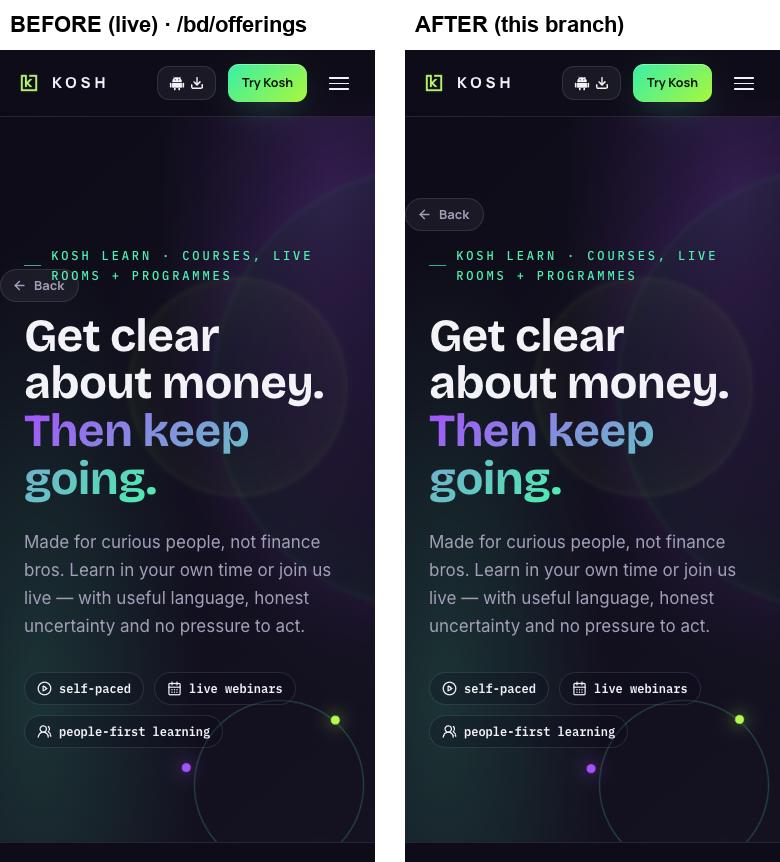 BEFORE (live) · /bd/offerings
KOSH
Try Kosh
KOSH LEARN · COURSES, LIVE
ROOMS + PROGRAMMES
Back
Get clear
about money.
Then keep
going.
Made for curious people, not finance
bros. Learn in your own time or join us
live — with useful language, honest
uncertainty and no pressure to act.
self-paced
live webinars
people-first learning
AFTER (this branch)
KOSH
Try Kosh
Back
KOSH LEARN · COURSES, LIVE
ROOMS + PROGRAMMES
Get clear
about money.
Then keep
going.
Made for curious people, not finance
bros. Learn in your own time or join us
live — with useful language, honest
uncertainty and no pressure to act.
self-paced
live webinars
people-first learning